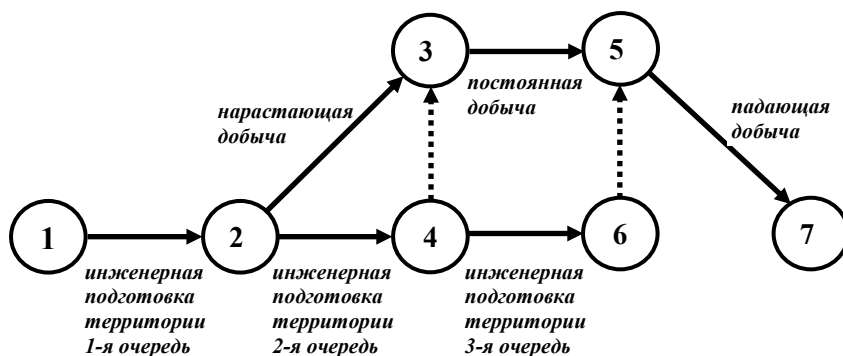 3
5
нарастающая
добыча
постоянная
добыча
падающая
добыча
1
2
4
6
7
инженерная
подготовка
территории
1-я очередь
инженерная
подготовка
территории
2-я очередь
инженерная
подготовка
территории
3-я очередь